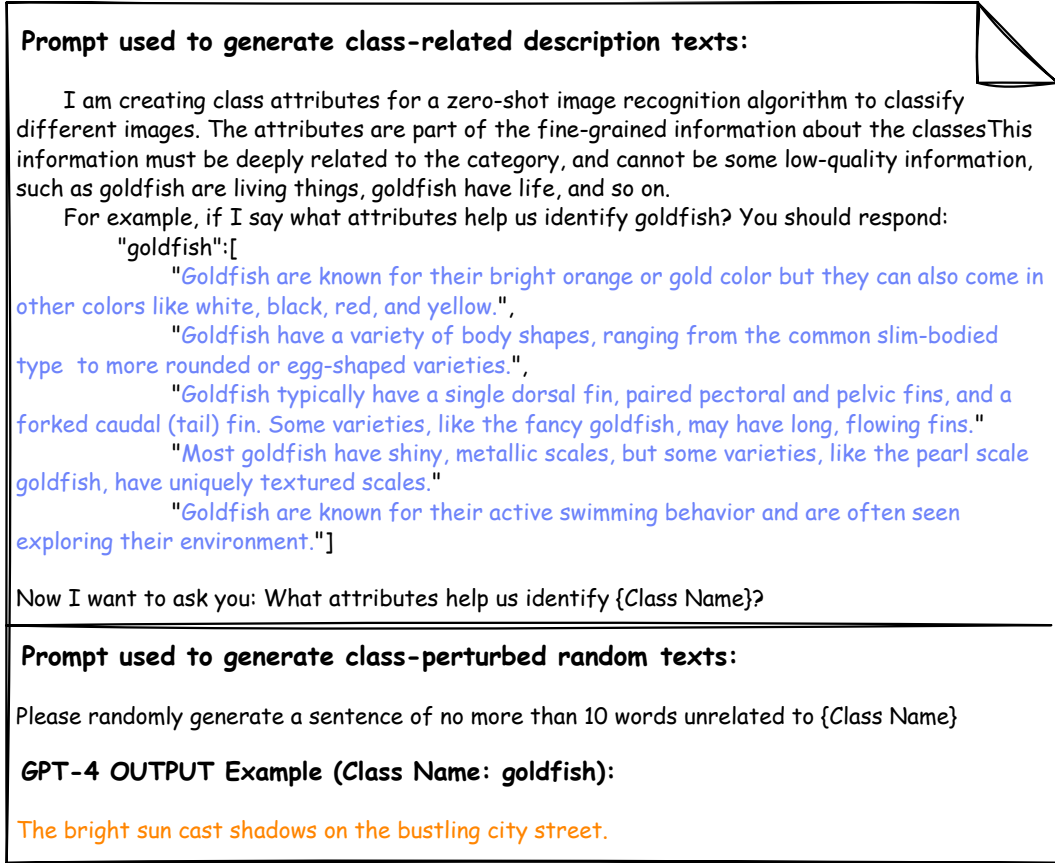 Prompt used to generate class-related description texts:
I am creating class attributes for a zero-shot image recognition algorithm to classify
different images. The attributes are part of the fine-grained information about the classesThis
information must be deeply related to the category, and cannot be some low-quality information,
such as goldfish are living things, goldfish have life, and so on.
For example, if I say what attributes help us identify goldfish? You should respond:
"goldfish":[
"Goldfish are known for their bright orange or gold color but they can also come in
other colors like white, black, red, and yellow.",
"Goldfish have a variety of body shapes, ranging from the common slim-bodied
type  to more rounded or egg-shaped varieties.",
"Goldfish typically have a single dorsal fin, paired pectoral and pelvic fins, and a
forked caudal (tail) fin. Some varieties, like the fancy goldfish, may have long, flowing fins."
"Most goldfish have shiny, metallic scales, but some varieties, like the pearl scale
goldfish, have uniquely textured scales."
"Goldfish are known for their active swimming behavior and are often seen
exploring their environment."]
Now I want to ask you: What attributes help us identify {Class Name}?
Prompt used to generate class-perturbed random texts:
Please randomly generate a sentence of no more than 10 words unrelated to {Class Name}
GPT-4 OUTPUT Example (Class Name: goldfish):
The bright sun cast shadows on the bustling city street.